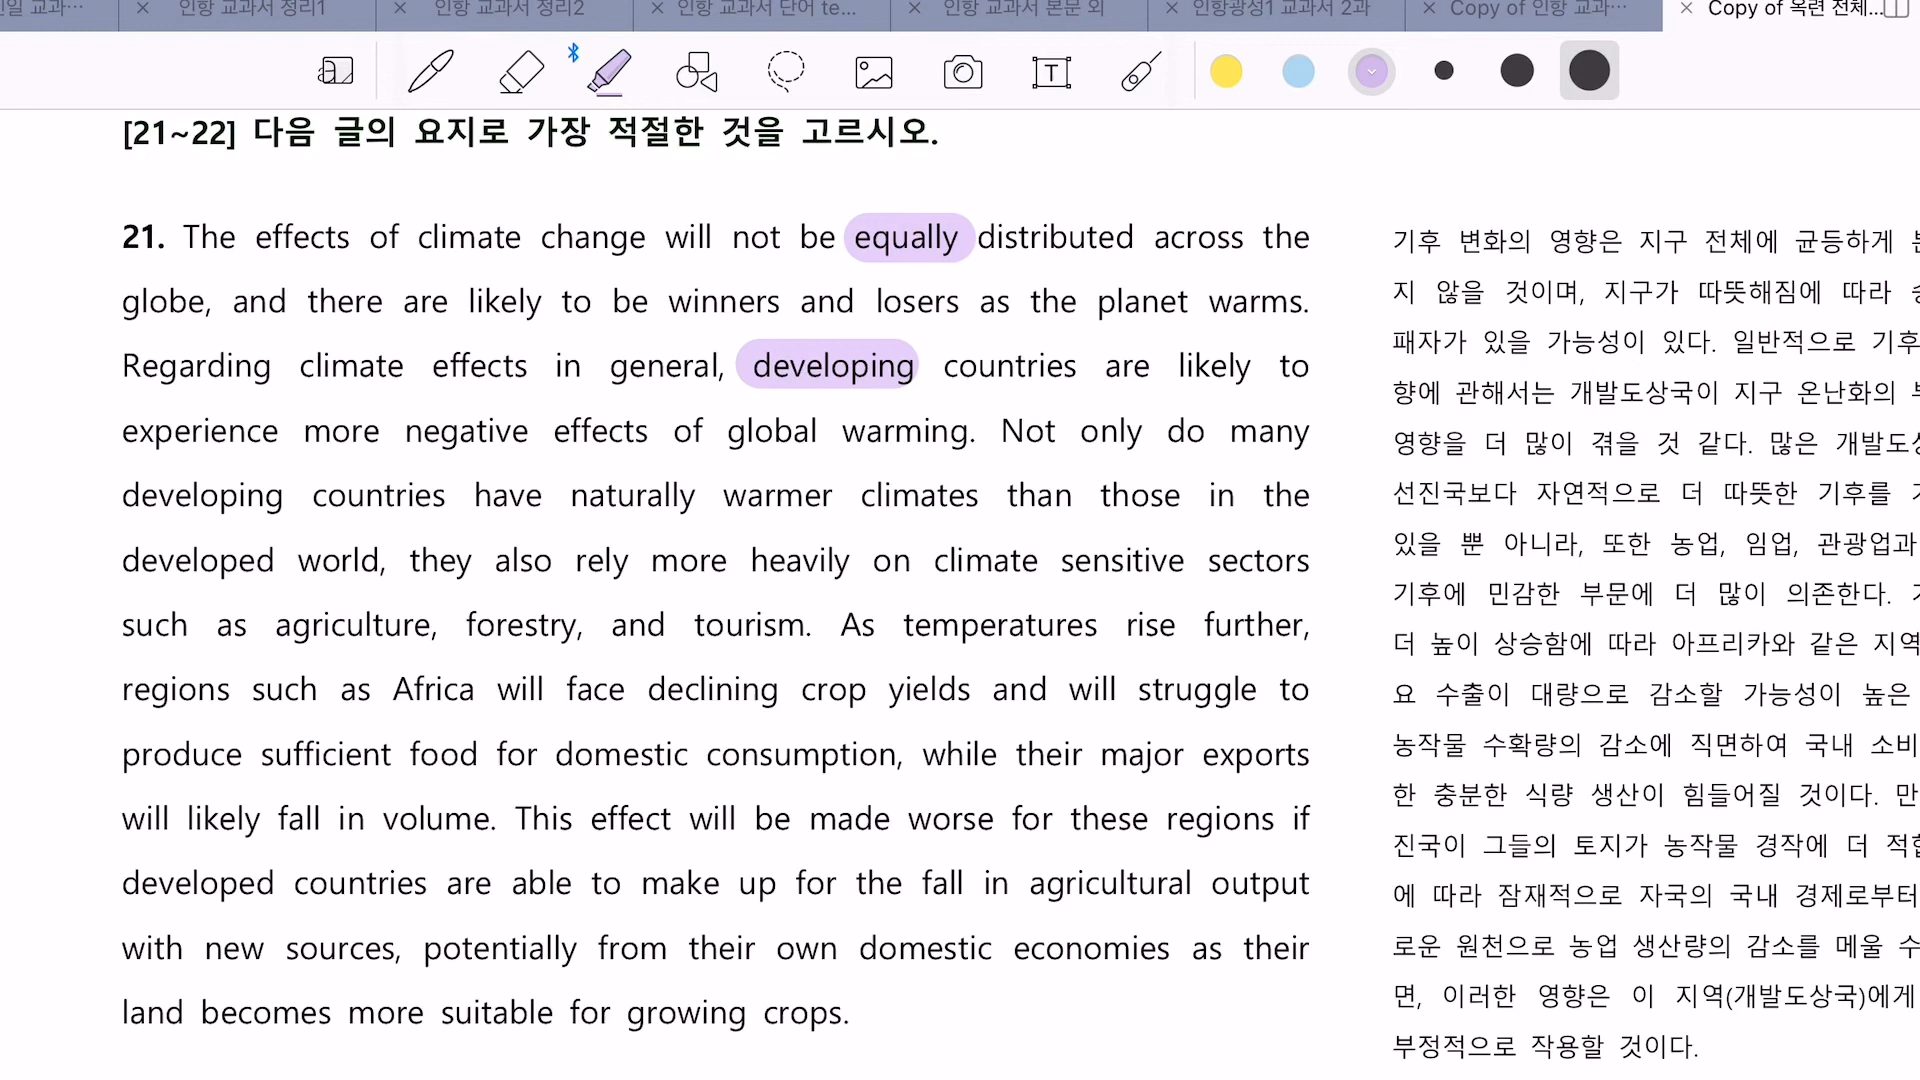 인항 교과서 정리1
인항 교과서 정리2
인항 교과서 단어 te...
인항 교과서 본문 외
인항광성1 교과서 2과
Copy of 인항 교과…
Copy of 옥련 전체...
[21~22] 다음 글의 요지로 가장 적절한 것을 고르시오.
21. The effects of climate change will not be equally distributed across the
globe, and there are likely to be winners and losers as the planet warms.
Regarding climate effects in general, developing countries are likely to
experience more negative effects of global warming. Not only do many
developing countries have naturally warmer climates than those in the
developed world, they also rely more heavily on climate sensitive sectors
such as agriculture, forestry, and tourism. As temperatures rise further,
regions such as Africa will face declining crop yields and will struggle to
produce sufficient food for domestic consumption, while their major exports
will likely fall in volume. This effect will be made worse for these regions if
developed countries are able to make up for the fall in agricultural output
with new sources, potentially from their own domestic economies as their
land becomes more suitable for growing crops.
기후 변화의 영향은 지구 전체에 균등하게
지 않을 것이며, 지구가 따뜻해짐에 따라
패자가 있을 가능성이 있다. 일반적으로 기후
향에 관해서는 개발도상국이 지구 온난화의
영향을 더 많이 겪을 것 같다. 많은 개발도상
선진국보다 자연적으로 더 따뜻한 기후를
있을 뿐 아니라, 또한 농업, 임업, 관광업과
기후에 민감한 부문에 더 많이 의존한다.
더 높이 상승함에 따라 아프리카와 같은 지역
요 수출이 대량으로 감소할 가능성이 높은
농작물 수확량의 감소에 직면하여 국내 소비
한 충분한 식량 생산이 힘들어질 것이다. 만
진국이 그들의 토지가 농작물 경작에 더 적합
에 따라 잠재적으로 자국의 국내 경제로부터
로운 원천으로 농업 생산량의 감소를 메울 수
면, 이러한 영향은 이 지역(개발도상국)에게
부정적으로 작용할 것이다.